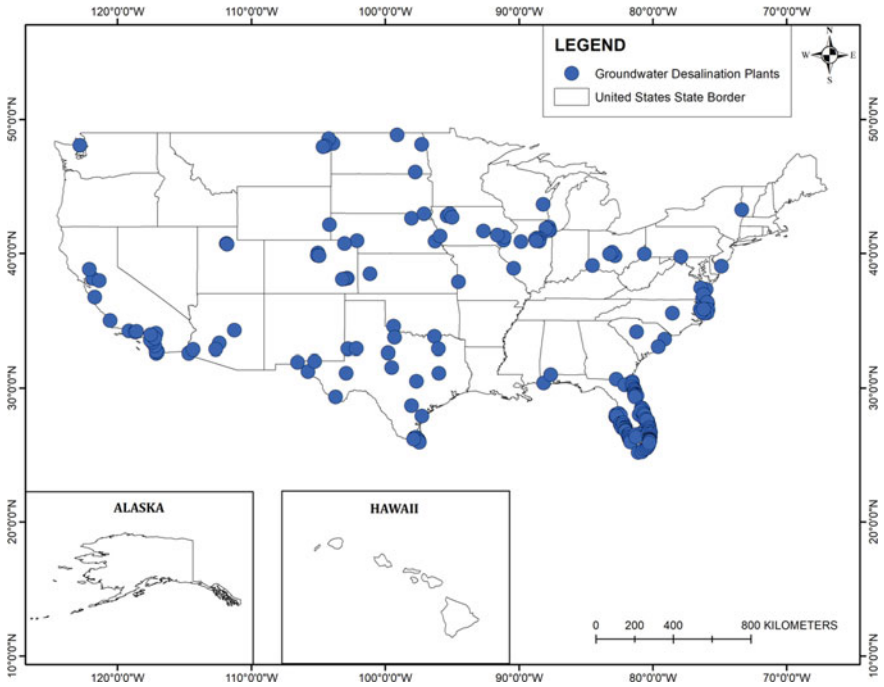 120°0'0"W 110°0'0"W 100°0'0"W 90°0'0"W 80°0'0"W 70°0'0"W
LEGEND
Groundwater Desalination Plants
United States State Border
N
W E
S
50°0'0"N 50°0'0"N
40°0'0"N 40°0'0"N
30°0'0"N 30°0'0"N
20°0'0"N 20°0'0"N
10°0'0"N 10°0'0"N
ALASKA
HAWAII
0 200 400 800 KILOMETERS
120°0'0"W 110°0'0"W 100°0'0"W 90°0'0"W 80°0'0"W 70°0'0"W